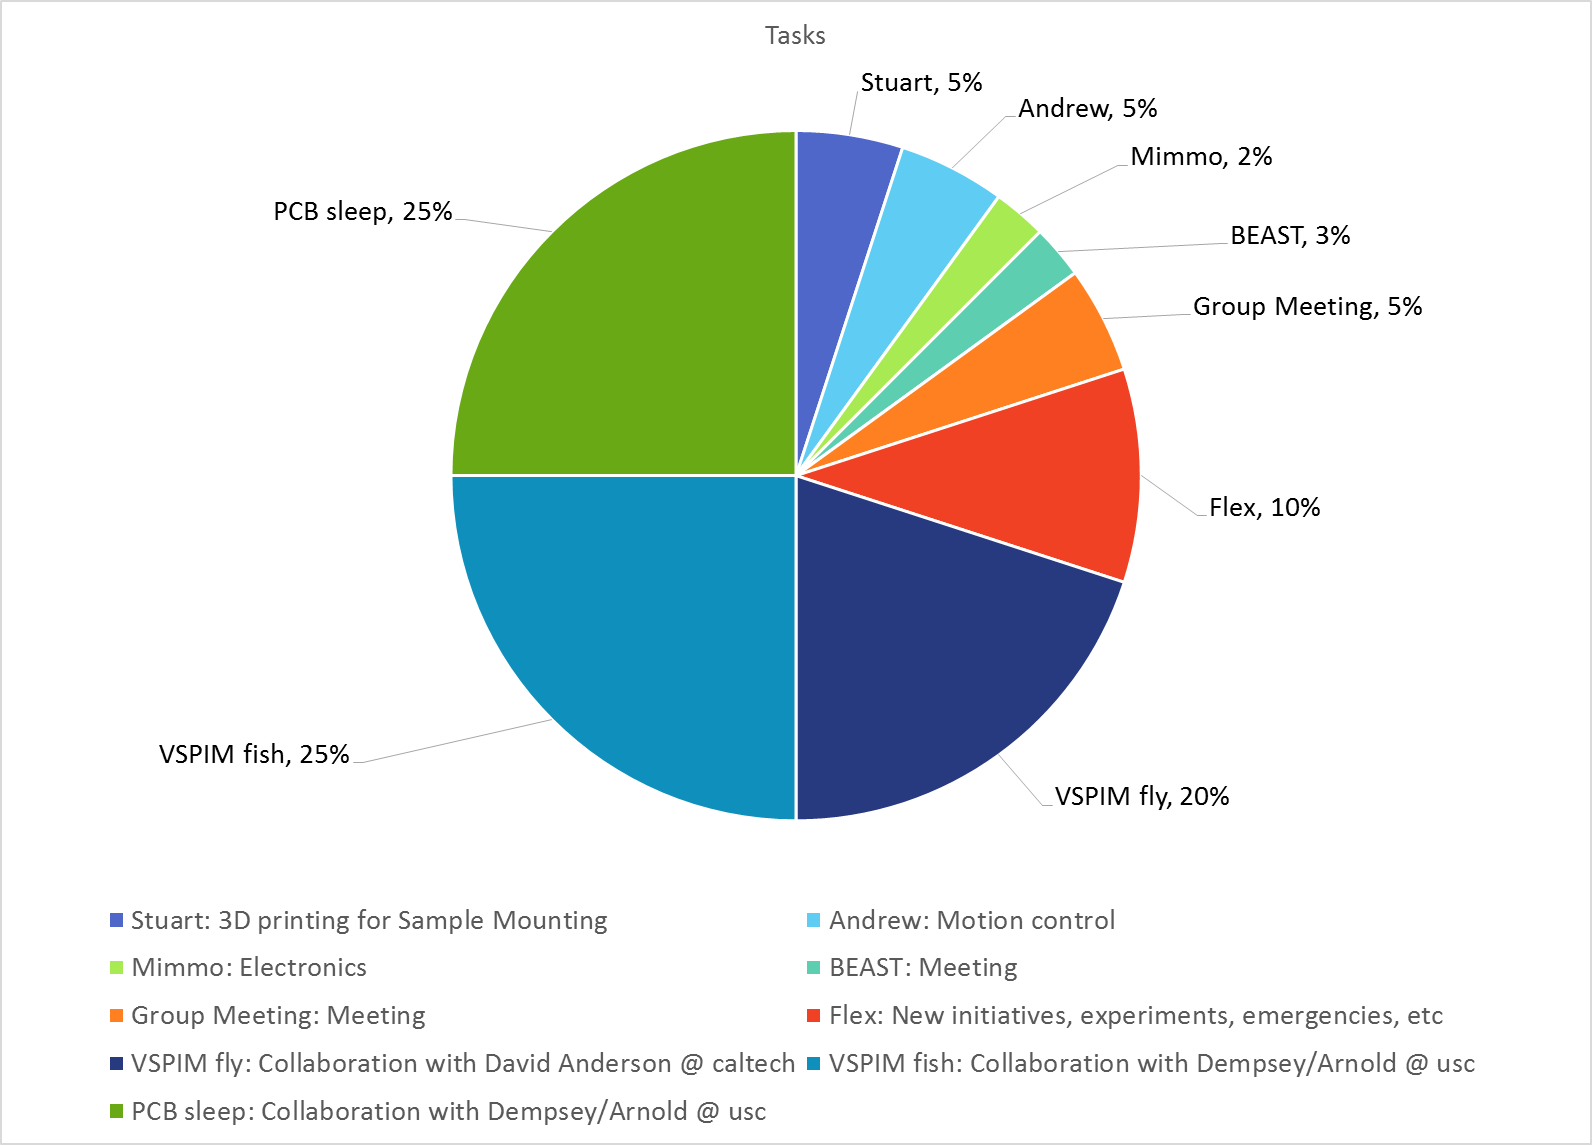 Tasks
Stuart, 5%
Andrew, 5%
Mimmo, 2%
PCB sleep, 25%
BEAST, 3%
Group Meeting, 5%
Flex, 10%
VSPIM fish, 25%
VSPIM fly, 20%
Stuart: 3D printing for Sample Mounting
Andrew: Motion control
Mimmo: Electronics
BEAST: Meeting
Group Meeting: Meeting
Flex: New initiatives, experiments, emergencies, etc
VSPIM fly: Collaboration with David Anderson @ caltech
VSPIM fish: Collaboration with Dempsey/Arnold @ usc
PCB sleep: Collaboration with Dempsey/Arnold @ usc